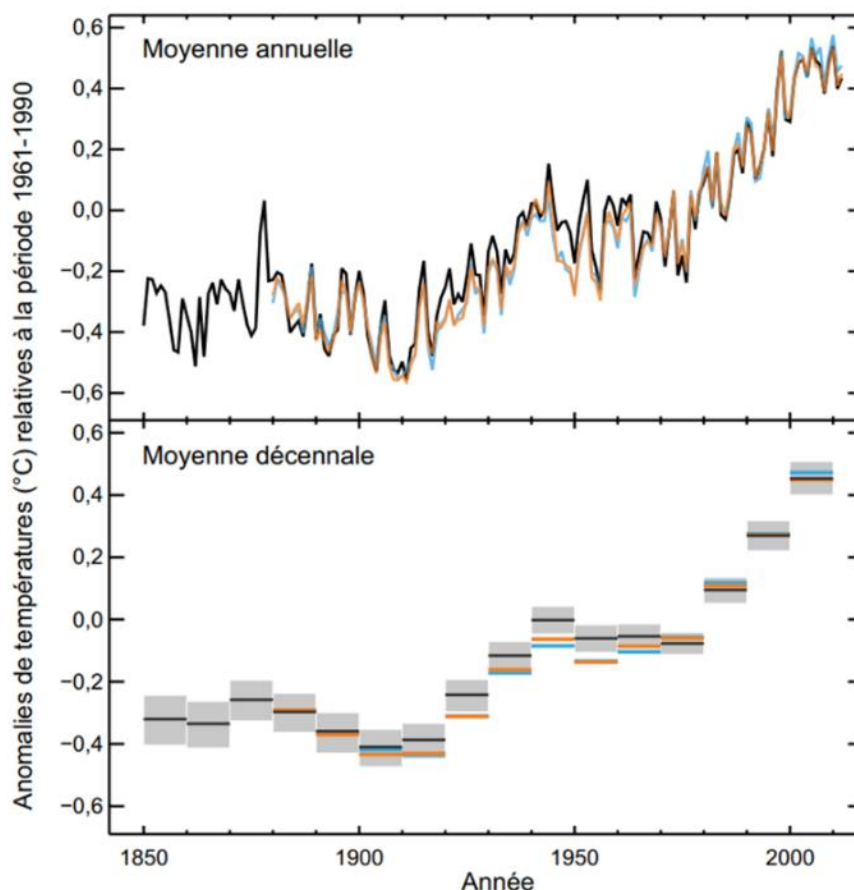 Anomalies de températures (°C) relatives à la période 1961-1990
Moyenne annuelle
0,6
0,4
0,2
0,0
−0,2
−0,4
−0,6
Moyenne décennale
0,6
0,4
0,2
0,0
−0,2
−0,4
−0,6
1850 1900 1950 2000
Année